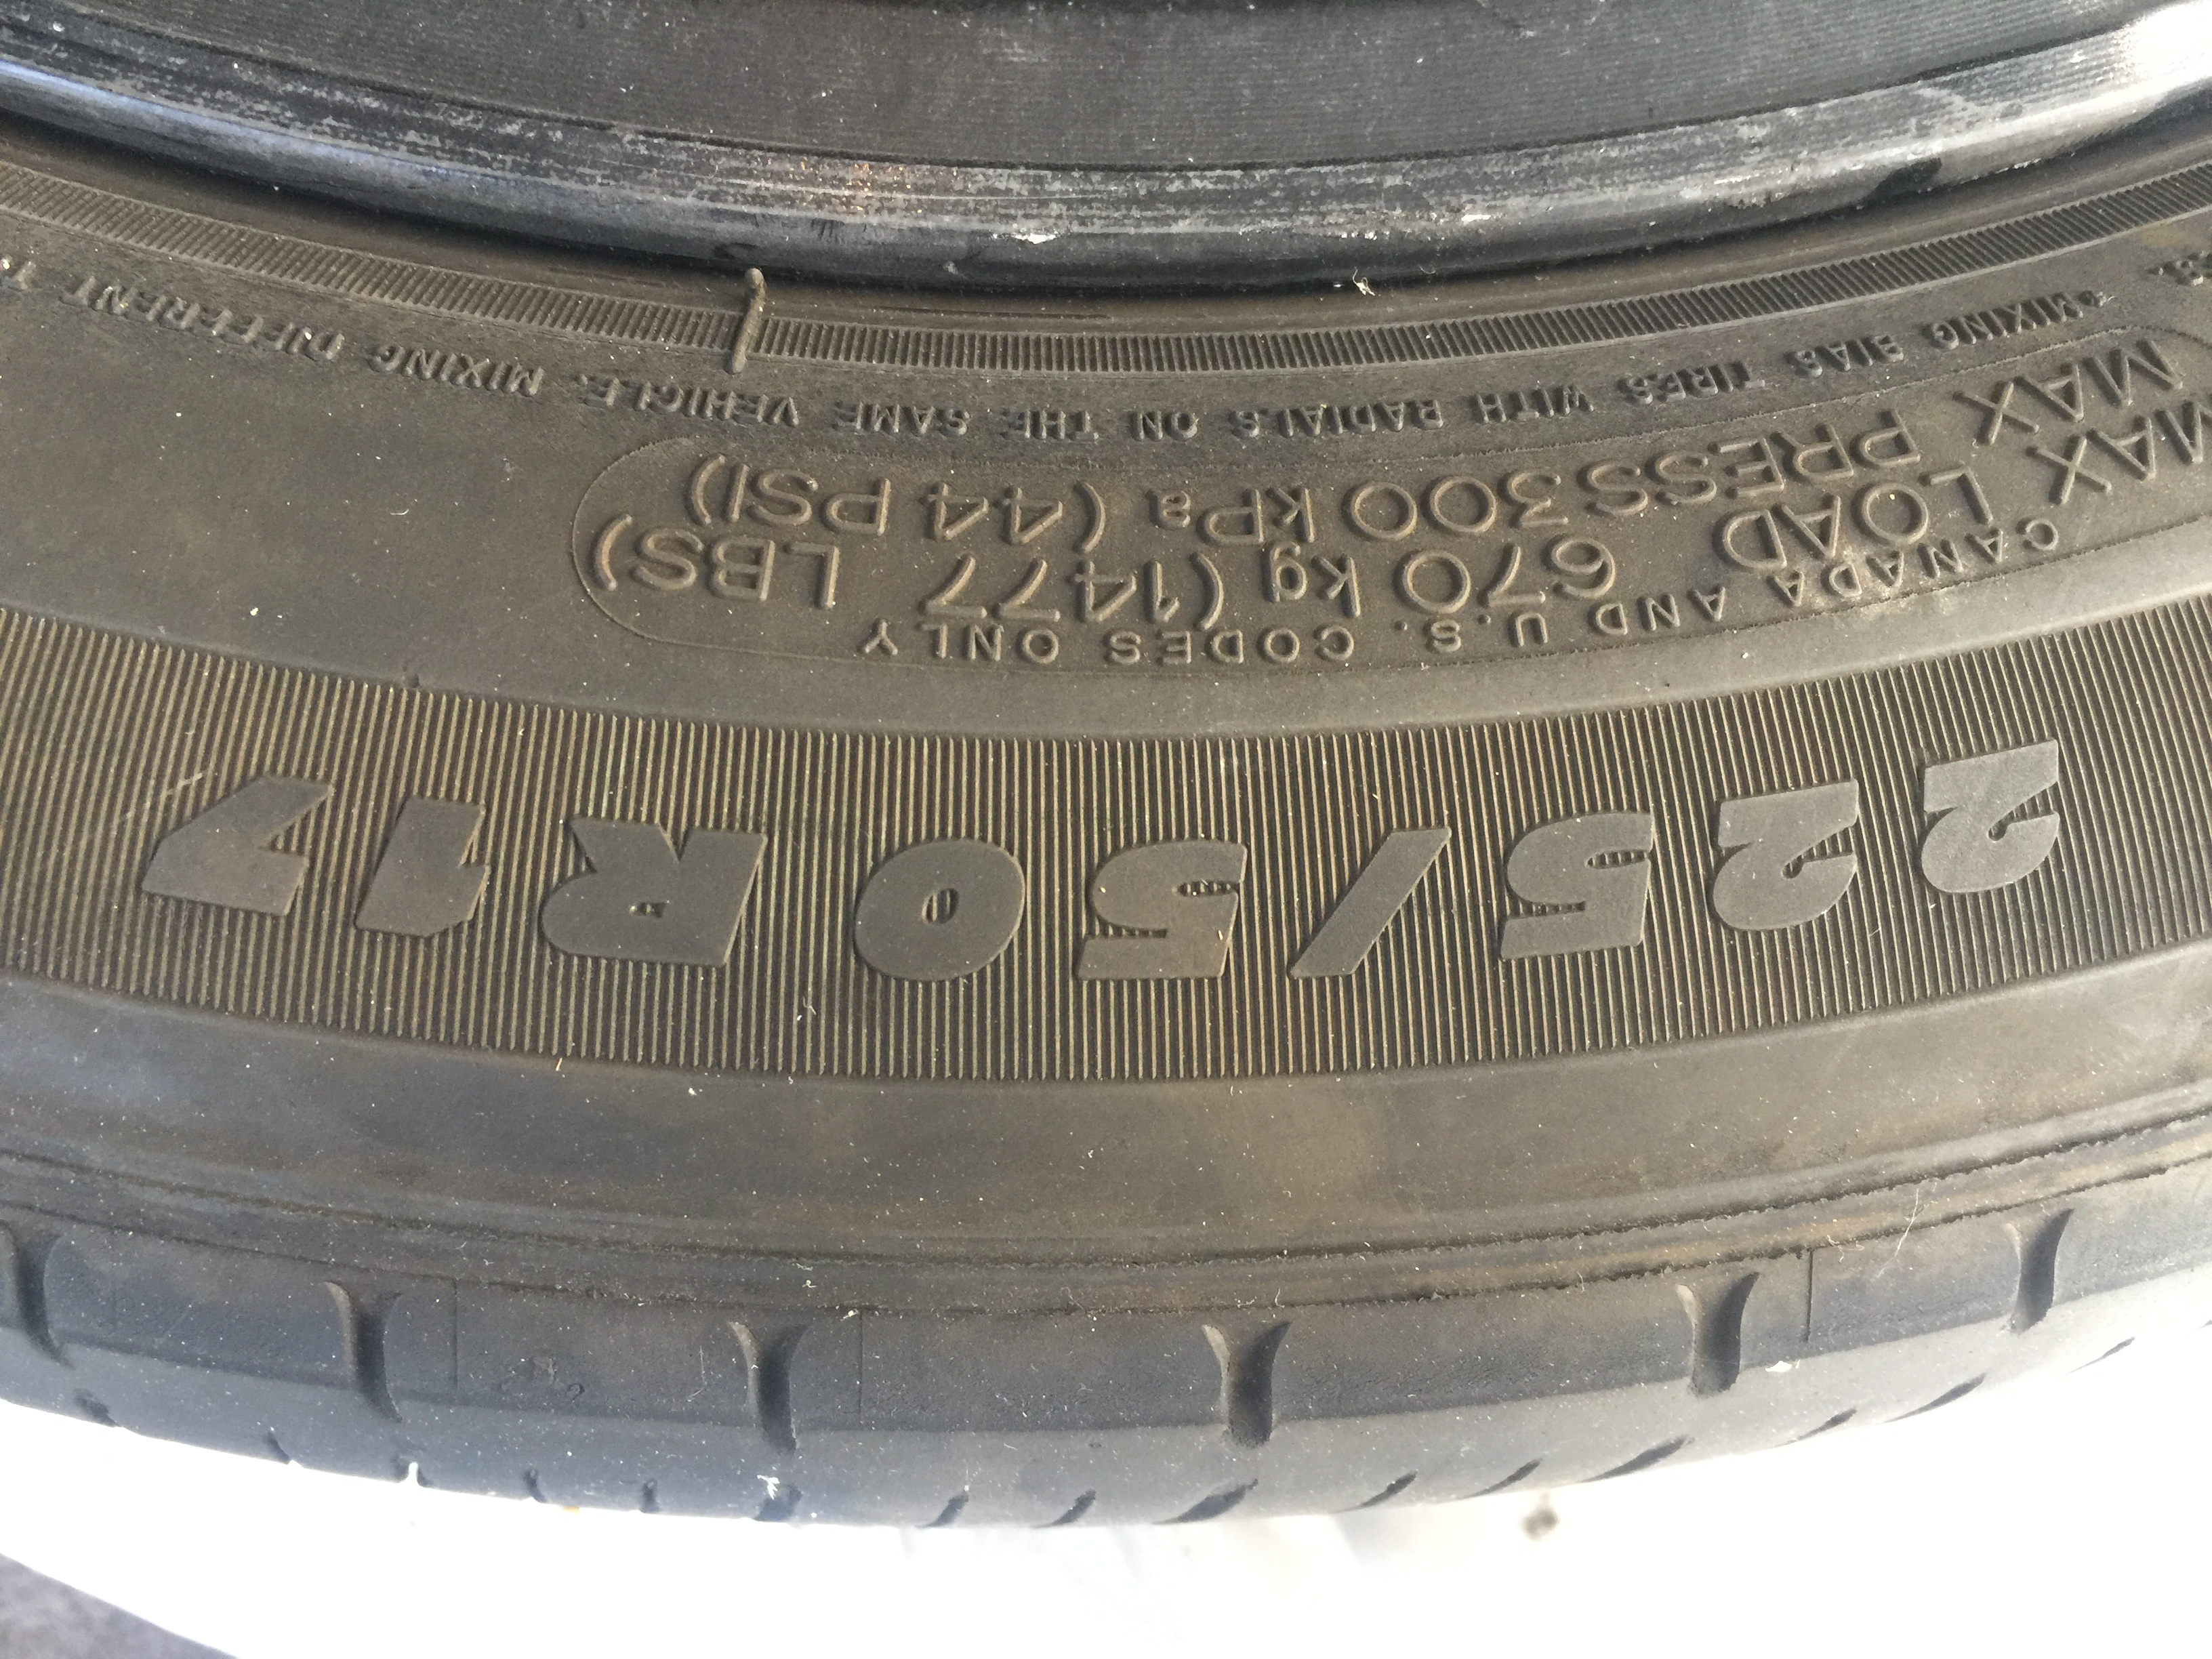 225/50R17
CANADA AND U.S. CODES ONLY
MAX LOAD 670 kg (1477 LBS)
MAX PRESS 300 kPa (44 PSI)
•MIXING BIAS TIRES WITH RADIALS ON THE SAME VEHICLE. MIXING DIFFERENT